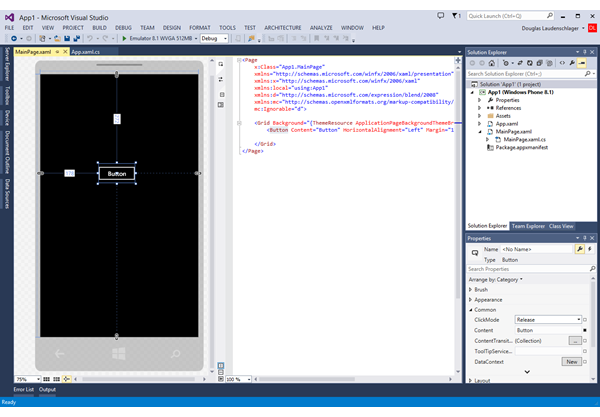 App1 - Microsoft Visual Studio
1
Quick Launch (Ctrl+Q)
FILE EDIT VIEW PROJECT BUILD DEBUG TEAM DESIGN FORMAT TOOLS TEST ARCHITECTURE ANALYZE WINDOW HELP
Douglas Laudenschlager DL
Emulator 8.1 WVGA 512MB Debug
Server Explorer
Toolbox
Device
Document Outline
Data Sources
MainPage.xaml App.xaml.cs
Button
<Page
x:Class="App1.MainPage"
xmlns="http://schemas.microsoft.com/winfx/2006/xaml/presentation"
xmlns:x="http://schemas.microsoft.com/winfx/2006/xaml"
xmlns:local="using:App1"
xmlns:d="http://schemas.microsoft.com/expression/blend/2008"
xmlns:mc="http://schemas.openxmlformats.org/markup-compatibility/
mc:Ignorable="d">
<Grid Background="{ThemeResource ApplicationPageBackgroundThemeBr
<Button Content="Button" HorizontalAlignment="Left" Margin="1
</Grid>
</Page>
75%
100 %
Solution Explorer
Search Solution Explorer (Ctrl+;)
Solution 'App1' (1 project)
App1 (Windows Phone 8.1)
Properties
References
Assets
App.xaml
MainPage.xaml
MainPage.xaml.cs
Package.appxmanifest
Solution Explorer Team Explorer Class View
Properties
Name <No Name>
Type Button
Search Properties
Arrange by: Category
Brush
Appearance
Common
ClickMode Release
Content Button
ContentTransiti... (Collection) ...
ToolTipService...
DataContext New
Layout
Error List Output
Ready